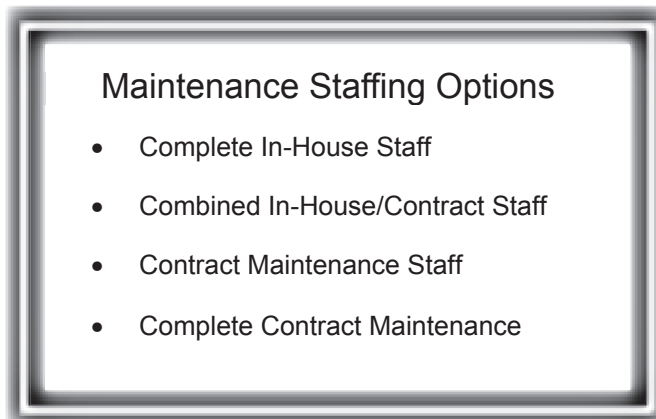 Maintenance Staffing Options
• Complete In-House Staff
• Combined In-House/Contract Staff
• Contract Maintenance Staff
• Complete Contract Maintenance